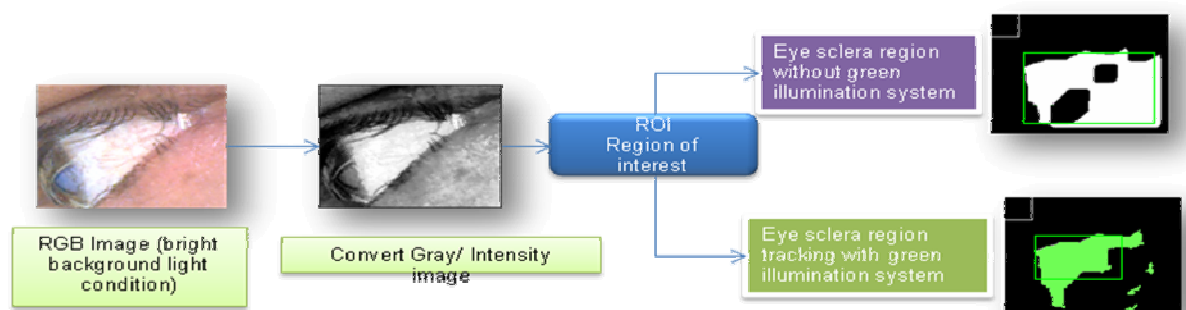 RGB Image (bright
background light
condition)
Convert Gray/ Intensity
image
ROI
Region of
interest
Eye sclera region
without green
illumination system
Eye sclera region
tracking with green
illumination system